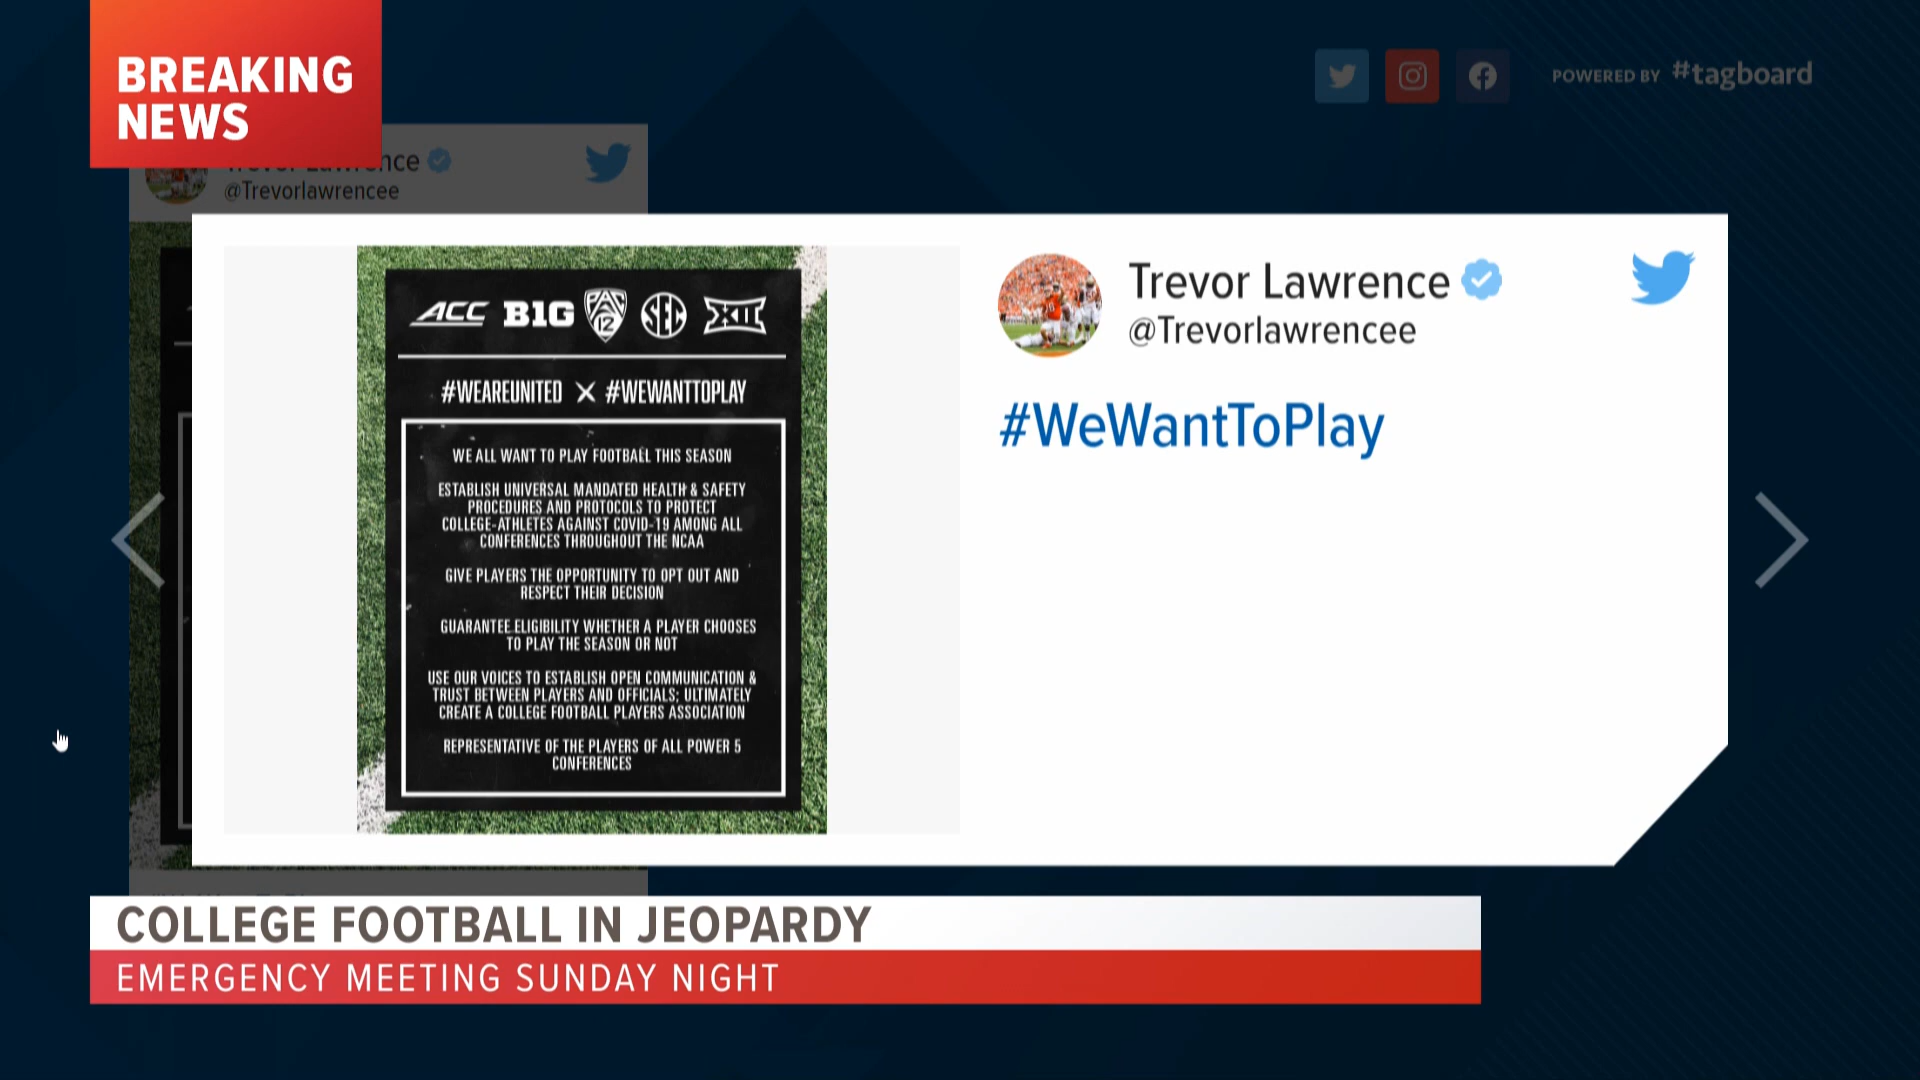 BREAKING
NEWS
POWERED BY #tagboard
@Trevorlawrencee
ACC B1G PAC 12 SEC XII
#WEAREUNITED X #WEWANTTOPLAY
WE ALL WANT TO PLAY FOOTBALL THIS SEASON
ESTABLISH UNIVERSAL MANDATED HEALTH & SAFETY
PROCEDURES AND PROTOCOLS TO PROTECT
COLLEGE-ATHLETES AGAINST COVID-19 AMONG ALL
CONFERENCES THROUGHOUT THE NCAA
GIVE PLAYERS THE OPPORTUNITY TO OPT OUT AND
RESPECT THEIR DECISION
GUARANTEE ELIGIBILITY WHETHER A PLAYER CHOOSES
TO PLAY THE SEASON OR NOT
USE OUR VOICES TO ESTABLISH OPEN COMMUNICATION &
TRUST BETWEEN PLAYERS AND OFFICIALS; ULTIMATELY
CREATE A COLLEGE FOOTBALL PLAYERS ASSOCIATION
REPRESENTATIVE OF THE PLAYERS OF ALL POWER 5
CONFERENCES
Trevor Lawrence
@Trevorlawrencee
#WeWantToPlay
COLLEGE FOOTBALL IN JEOPARDY
EMERGENCY MEETING SUNDAY NIGHT